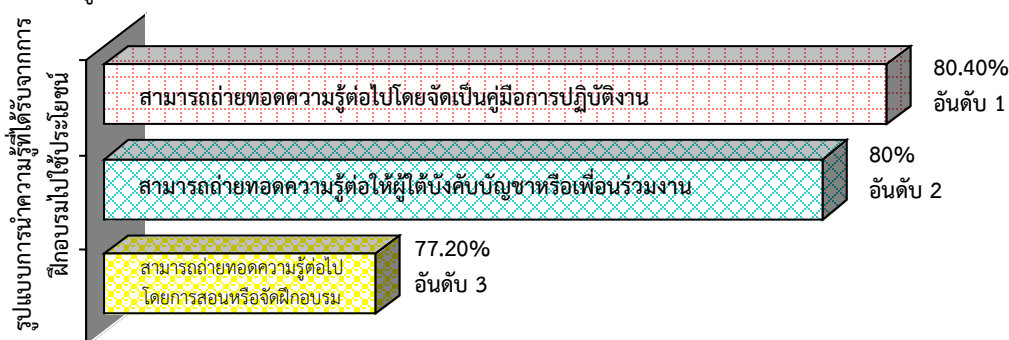 รูปแบบการนำความรู้ที่ได้รับจากการ
ฝึกอบรมไปใช้ประโยชน์
สามารถถ่ายทอดความรู้ต่อไปโดยจัดเป็นคู่มือการปฏิบัติงาน
80.40%
อันดับ 1
สามารถถ่ายทอดความรู้ต่อให้ผู้ใต้บังคับบัญชาหรือเพื่อนร่วมงาน
80%
อันดับ 2
สามารถถ่ายทอดความรู้ต่อไป
โดยการสอนหรือจัดฝึกอบรม
77.20%
อันดับ 3